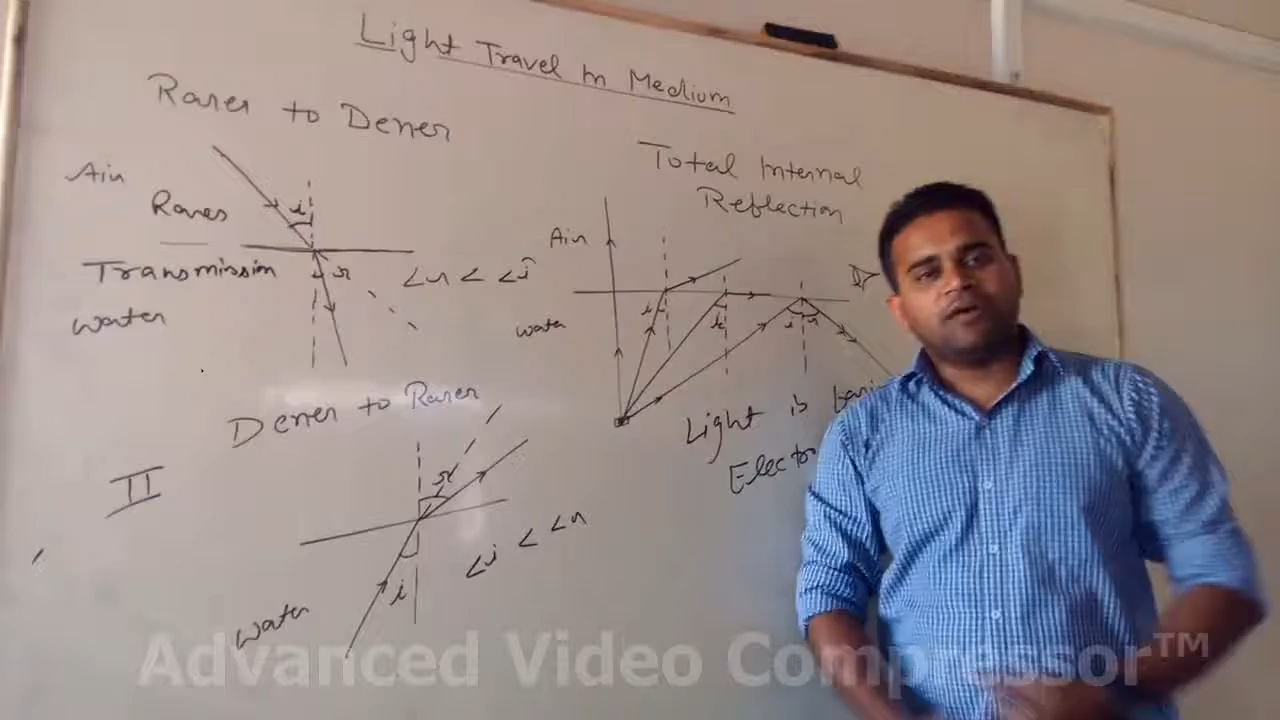 Light Travel in Medium
Rarer to Denser
Air
Rarer
i
Transmission
r
∠r < ∠i
Water
Denser to Rarer
II
r
∠i < ∠r
i
Water
Total Internal
Reflection
Air
Water
i
i
i r
Light is
Electro
Advanced Video Compressor™